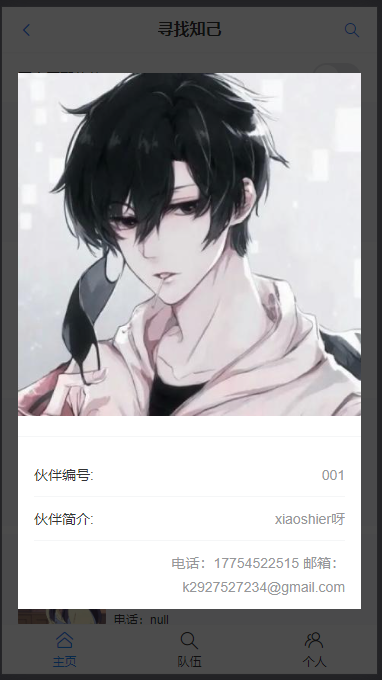 寻找知己
伙伴编号: 001
伙伴简介: xiaoshier呀
电话：17754522515 邮箱：
k2927527234@gmail.com
电话：null
主页 队伍 个人